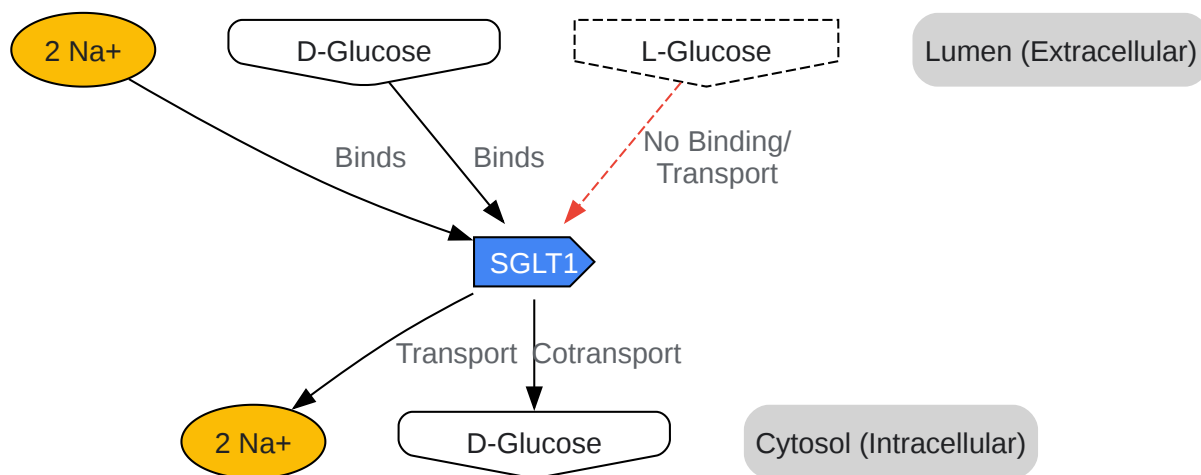 2 Na+
D-Glucose
L-Glucose
Lumen (Extracellular)
Binds
Binds
No Binding/
Transport
SGLT1
Transport
Cotransport
2 Na+
D-Glucose
Cytosol (Intracellular)